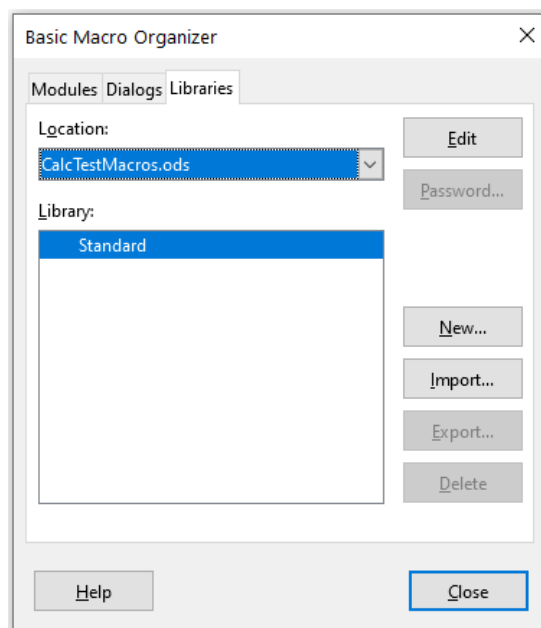 Basic Macro Organizer
Modules Dialogs Libraries
Location:
CalcTestMacros.ods
Edit
Password...
Library:
Standard
New...
Import...
Export...
Delete
Help
Close